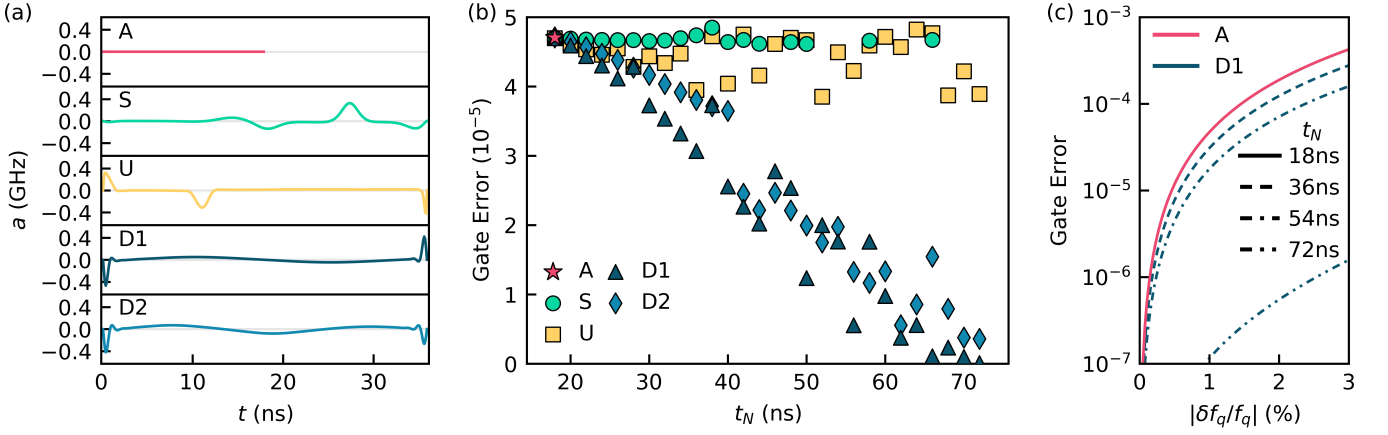 (a)
A
0.4
0.0
−0.4
S
0.4
0.0
−0.4
U
0.4
0.0
−0.4
D1
0.4
0.0
−0.4
D2
0.4
0.0
−0.4
a (GHz)
0 10 20 30
t (ns)
(b)
5
4
3
2
1
0
Gate Error (10⁻⁵)
A D1
S D2
U
20 30 40 50 60 70
t_N (ns)
(c)
10⁻³
10⁻⁴
10⁻⁵
10⁻⁶
10⁻⁷
Gate Error
A
D1
t_N
18ns
36ns
54ns
72ns
0 1 2 3
|δf_q/f_q| (%)